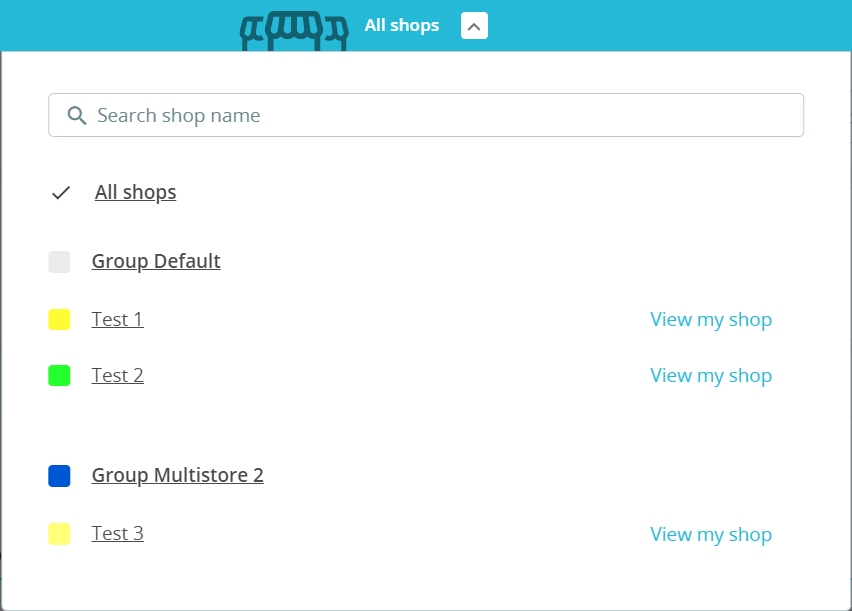 All shops
Search shop name
All shops
Group Default
Test 1 View my shop
Test 2 View my shop
Group Multistore 2
Test 3 View my shop